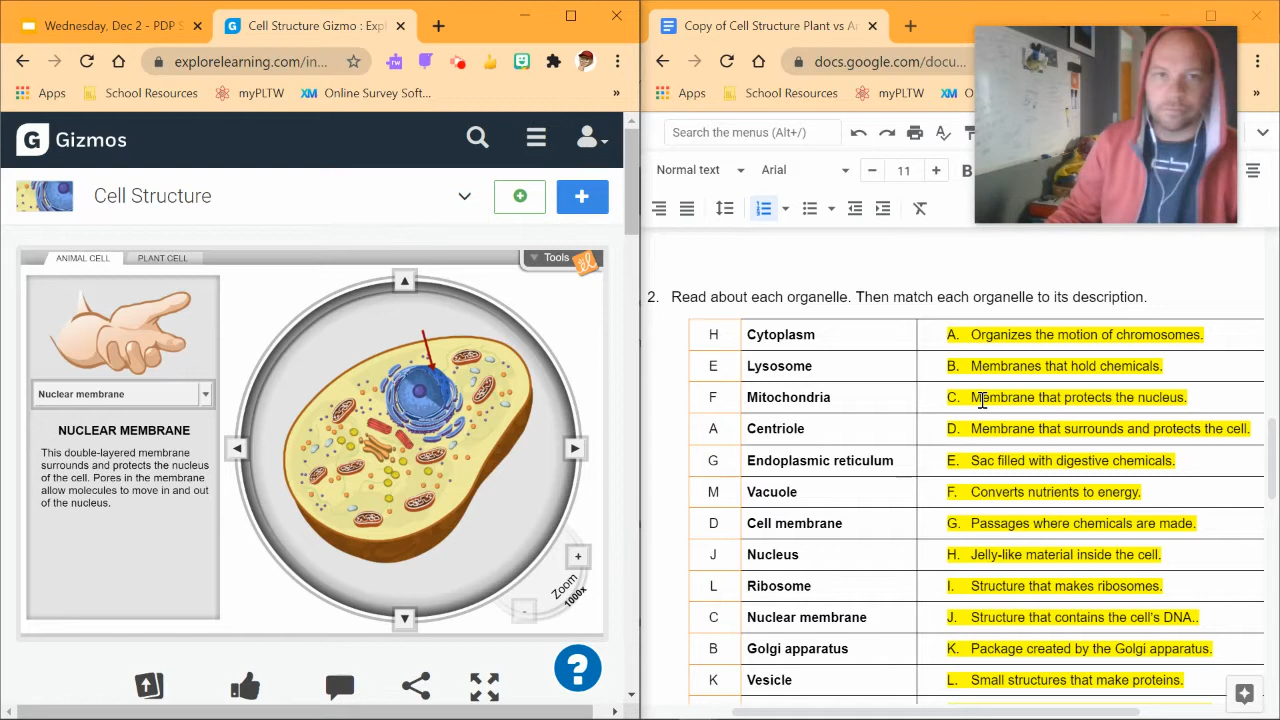 Wednesday, Dec 2 - PDP S
Cell Structure Gizmo : Expl
Copy of Cell Structure Plant vs An
explorelearning.com/in...
docs.google.com/docu...
Apps
School Resources
myPLTW
XM Online Survey Soft...
»
Apps
School Resources
myPLTW
XM
G Gizmos
Search the menus (Alt+/)
Normal text
Arial
11
B
Cell Structure
ANIMAL CELL
PLANT CELL
Tools
Nuclear membrane
NUCLEAR MEMBRANE
This double-layered membrane
surrounds and protects the nucleus
of the cell. Pores in the membrane
allow molecules to move in and out
of the nucleus.
Zoom
1000x
2. Read about each organelle. Then match each organelle to its description.
H Cytoplasm A. Organizes the motion of chromosomes.
E Lysosome B. Membranes that hold chemicals.
F Mitochondria C. Membrane that protects the nucleus.
A Centriole D. Membrane that surrounds and protects the cell.
G Endoplasmic reticulum E. Sac filled with digestive chemicals.
M Vacuole F. Converts nutrients to energy.
D Cell membrane G. Passages where chemicals are made.
J Nucleus H. Jelly-like material inside the cell.
L Ribosome I. Structure that makes ribosomes.
C Nuclear membrane J. Structure that contains the cell's DNA..
B Golgi apparatus K. Package created by the Golgi apparatus.
K Vesicle L. Small structures that make proteins.